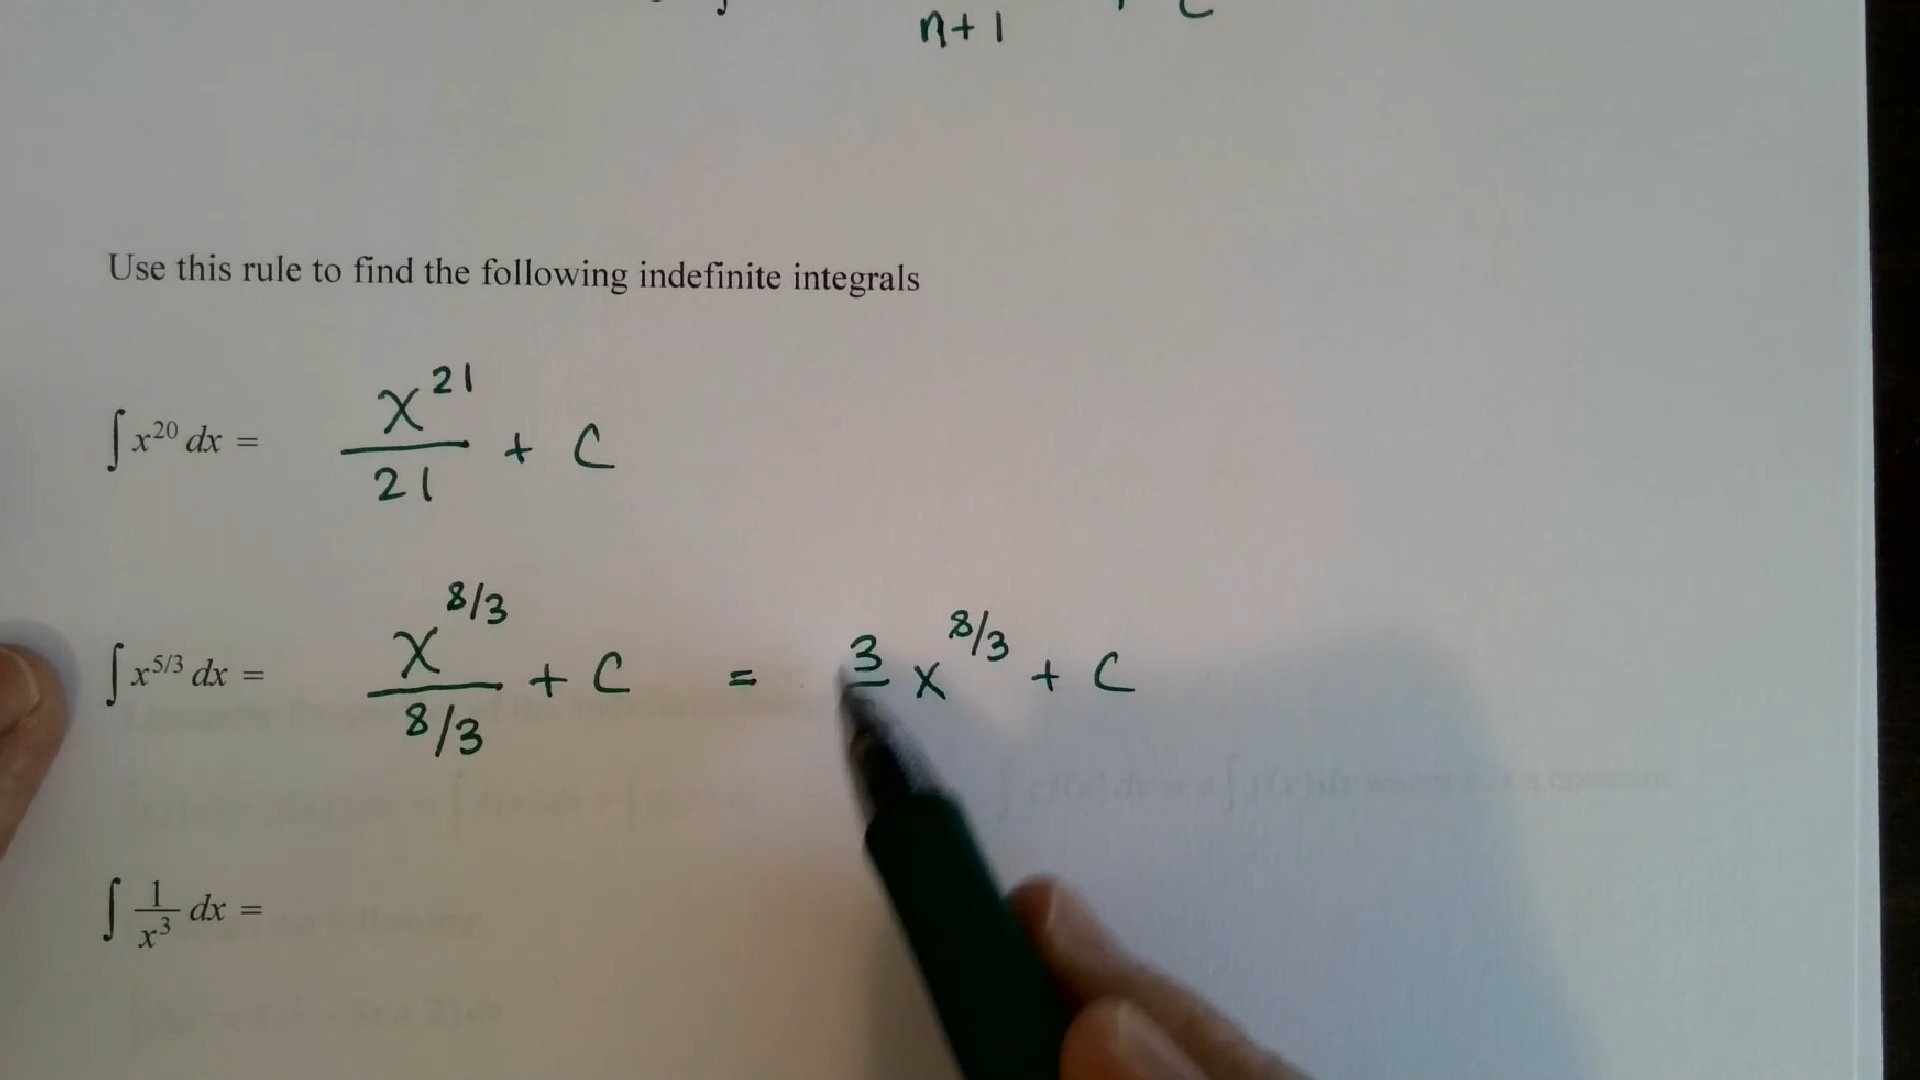 n+1 + C
Use this rule to find the following indefinite integrals
∫ x^20 dx = x^21/21 + C
∫ x^5/3 dx = x^8/3/8/3 + C = 3 x^8/3 + C
∫ 1/x^3 dx =